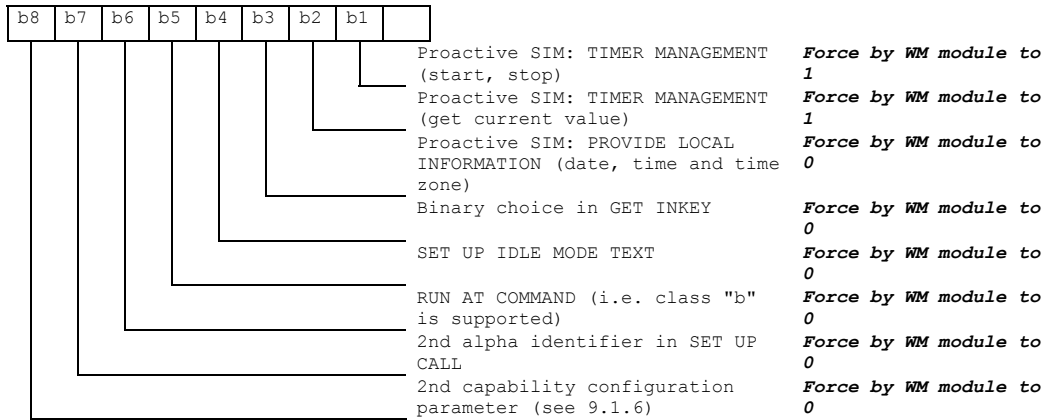 b8 b7 b6 b5 b4 b3 b2 b1
Proactive SIM: TIMER MANAGEMENT Force by WM module to
(start, stop) 1
Proactive SIM: TIMER MANAGEMENT Force by WM module to
(get current value) 1
Proactive SIM: PROVIDE LOCAL Force by WM module to
INFORMATION (date, time and time 0
zone)
Binary choice in GET INKEY Force by WM module to
0
SET UP IDLE MODE TEXT Force by WM module to
0
RUN AT COMMAND (i.e. class "b" Force by WM module to
is supported) 0
2nd alpha identifier in SET UP Force by WM module to
CALL 0
2nd capability configuration Force by WM module to
parameter (see 9.1.6) 0